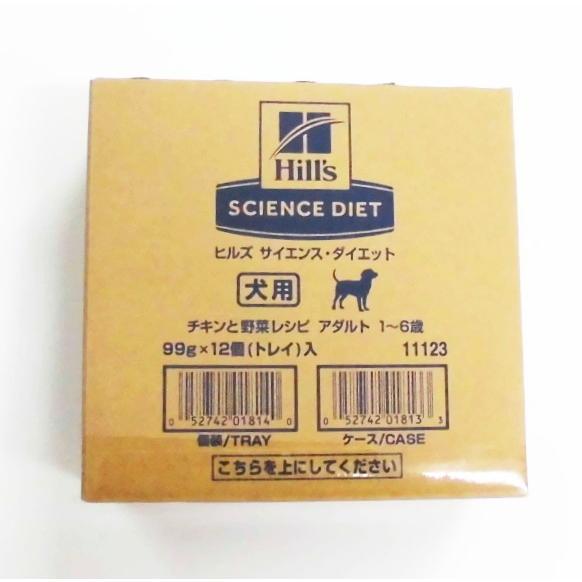 Hill's
SCIENCE DIET
ヒルズ サイエンス・ダイエット
犬用
チキンと野菜レシピ アダルト 1～6歳
99g×12個(トレイ)入 11123
0 52742 01814 0
0 52742 01813 3
個装/TRAY
ケース/CASE
こちらを上にしてください